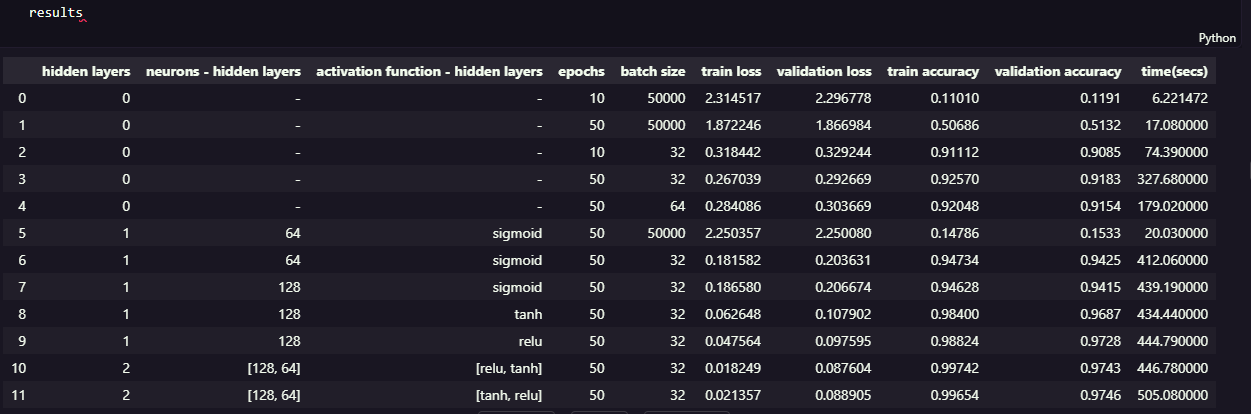 results
Python
hidden layers neurons - hidden layers activation function - hidden layers epochs batch size train loss validation loss train accuracy validation accuracy time(secs)
0 0 - - 10 50000 2.314517 2.296778 0.11010 0.1191 6.221472
1 0 - - 50 50000 1.872246 1.866984 0.50686 0.5132 17.080000
2 0 - - 10 32 0.318442 0.329244 0.91112 0.9085 74.390000
3 0 - - 50 32 0.267039 0.292669 0.92570 0.9183 327.680000
4 0 - - 50 64 0.284086 0.303669 0.92048 0.9154 179.020000
5 1 64 sigmoid 50 50000 2.250357 2.250080 0.14786 0.1533 20.030000
6 1 64 sigmoid 50 32 0.181582 0.203631 0.94734 0.9425 412.060000
7 1 128 sigmoid 50 32 0.186580 0.206674 0.94628 0.9415 439.190000
8 1 128 tanh 50 32 0.062648 0.107902 0.98400 0.9687 434.440000
9 1 128 relu 50 32 0.047564 0.097595 0.98824 0.9728 444.790000
10 2 [128, 64] [relu, tanh] 50 32 0.018249 0.087604 0.99742 0.9743 446.780000
11 2 [128, 64] [tanh, relu] 50 32 0.021357 0.088905 0.99654 0.9746 505.080000